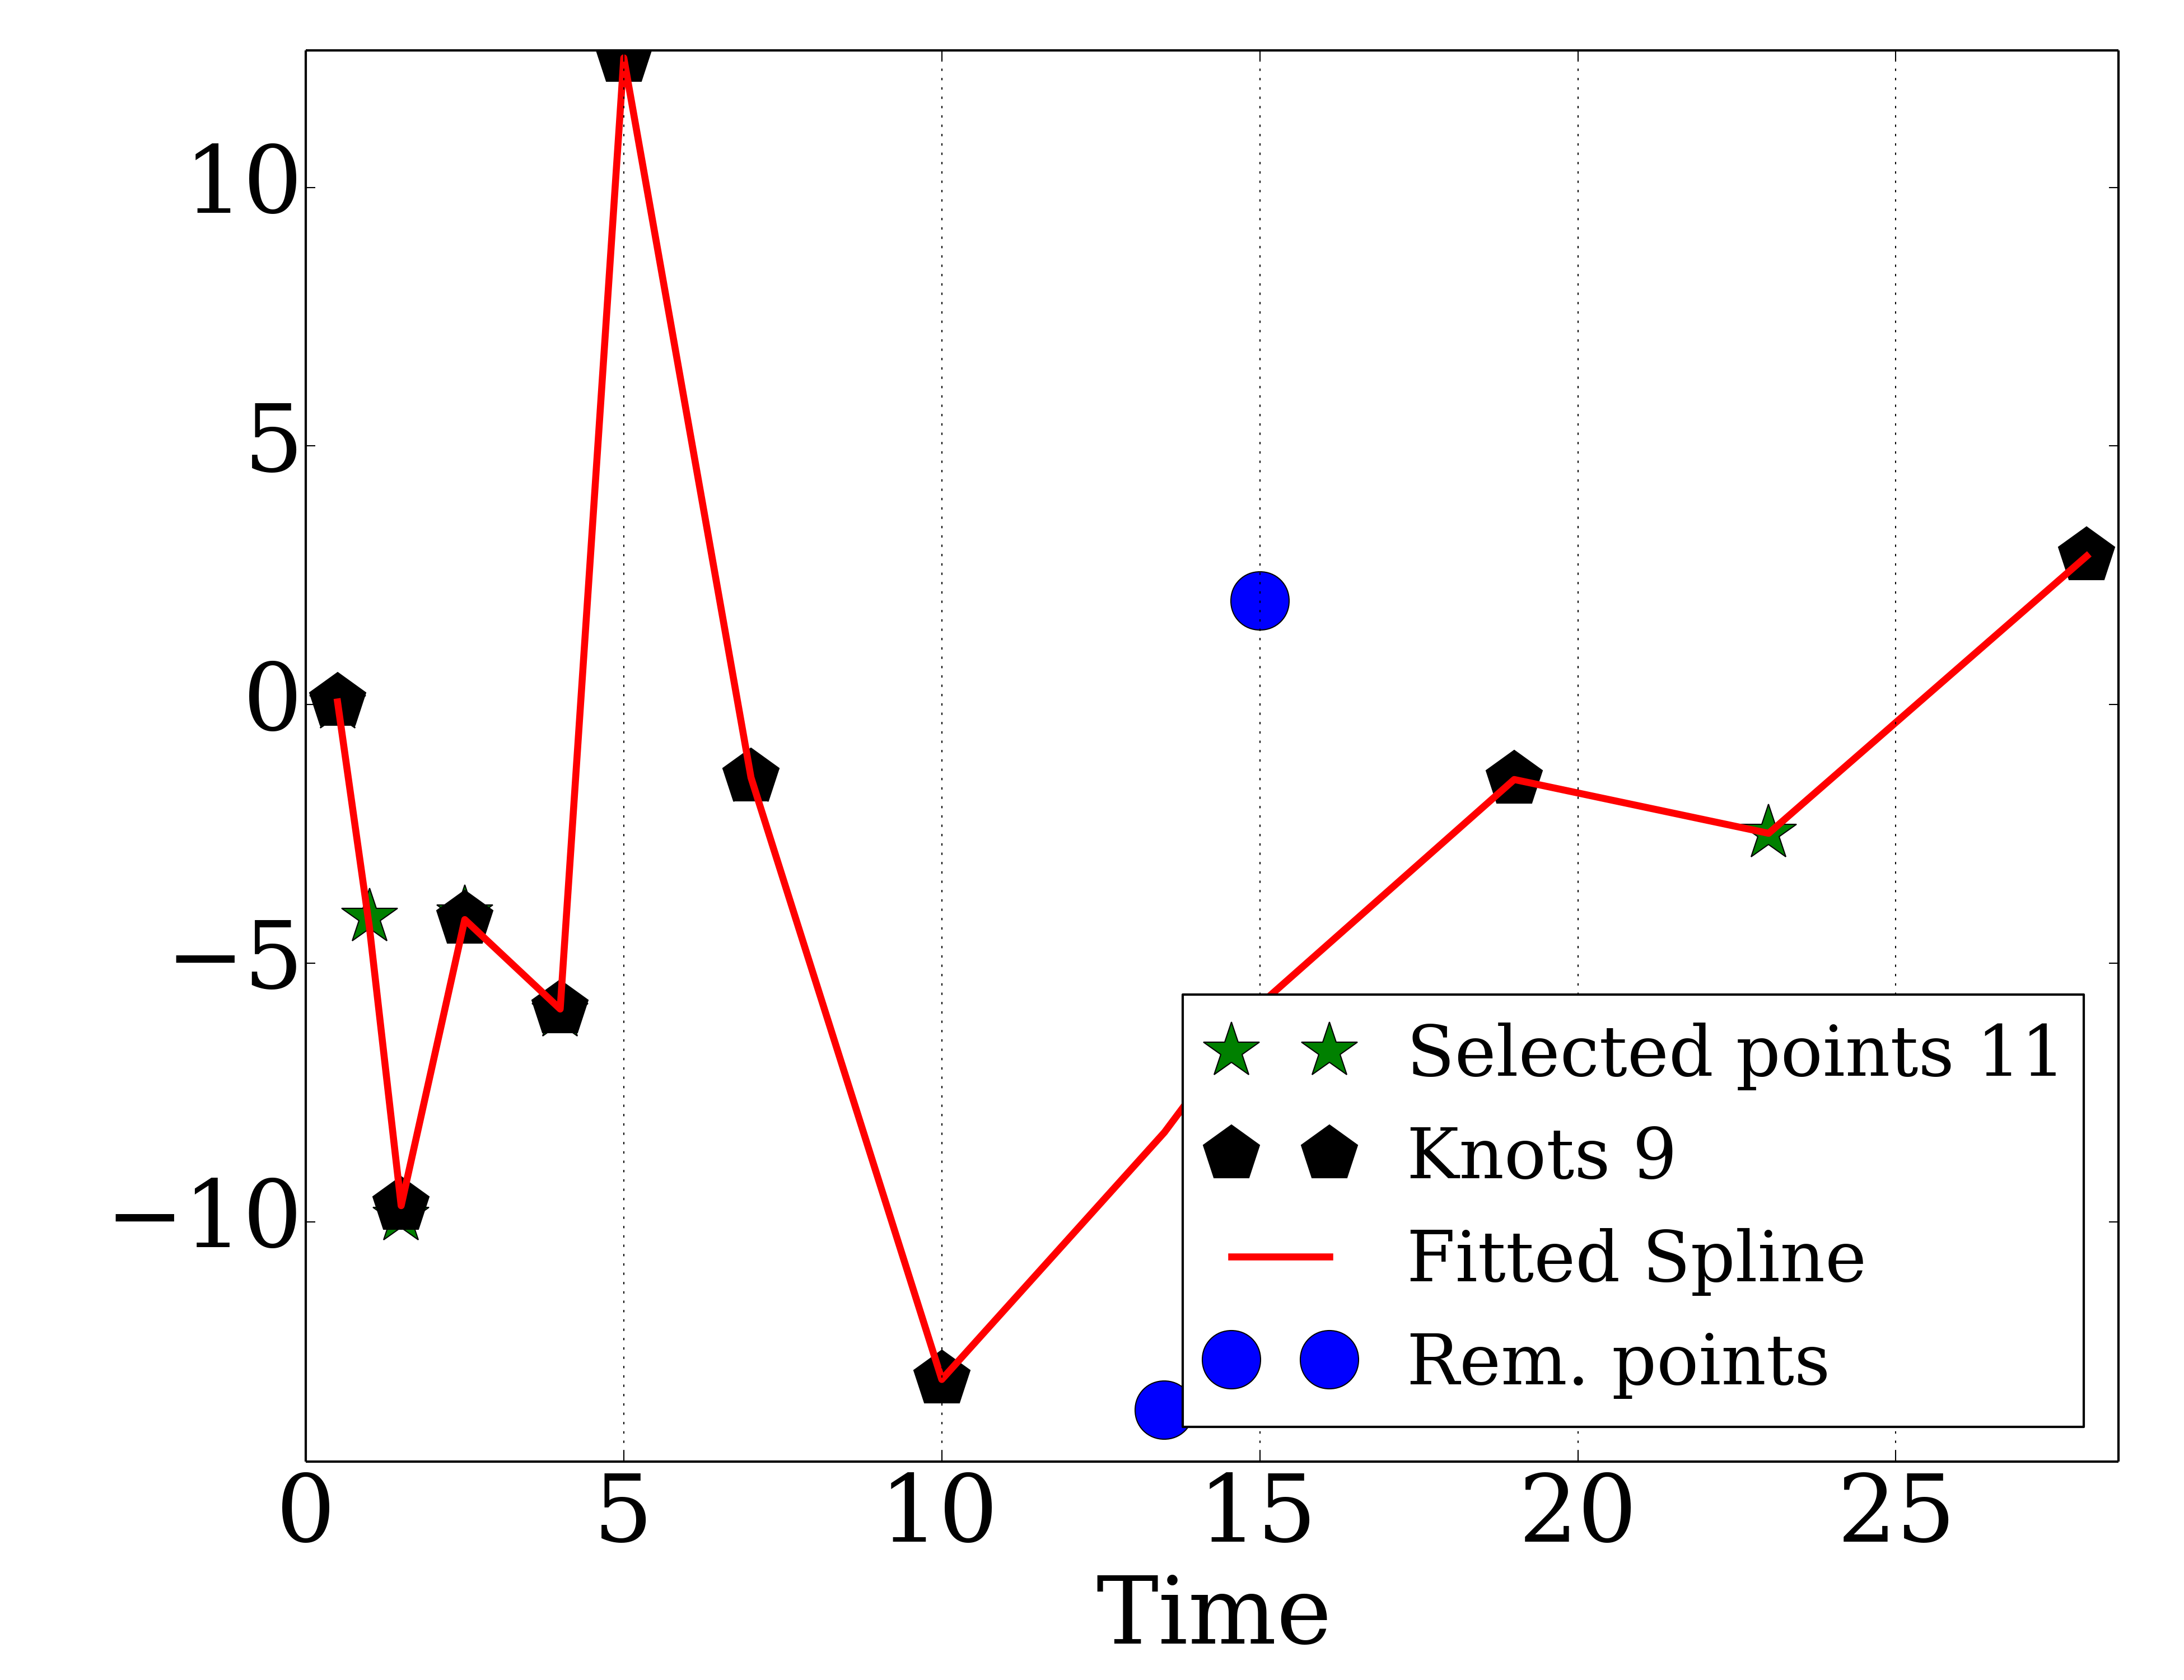 10
5
0
−5
−10
Selected points 11
Knots 9
Fitted Spline
Rem. points
0 5 10 15 20 25
Time